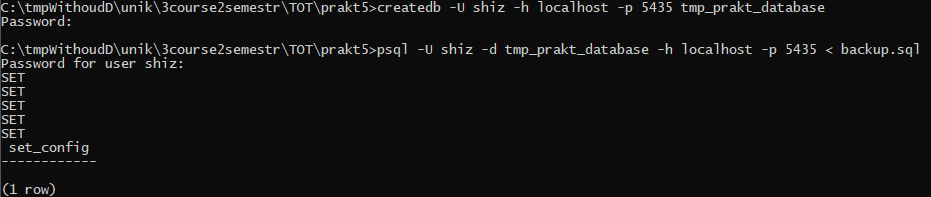 C:\tmpWithoudD\unik\3course2semestr\TOT\prakt5>createdb -U shiz -h localhost -p 5435 tmp_prakt_database
Password:
C:\tmpWithoudD\unik\3course2semestr\TOT\prakt5>psql -U shiz -d tmp_prakt_database -h localhost -p 5435 < backup.sql
Password for user shiz:
SET
SET
SET
SET
SET
 set_config
------------
(1 row)